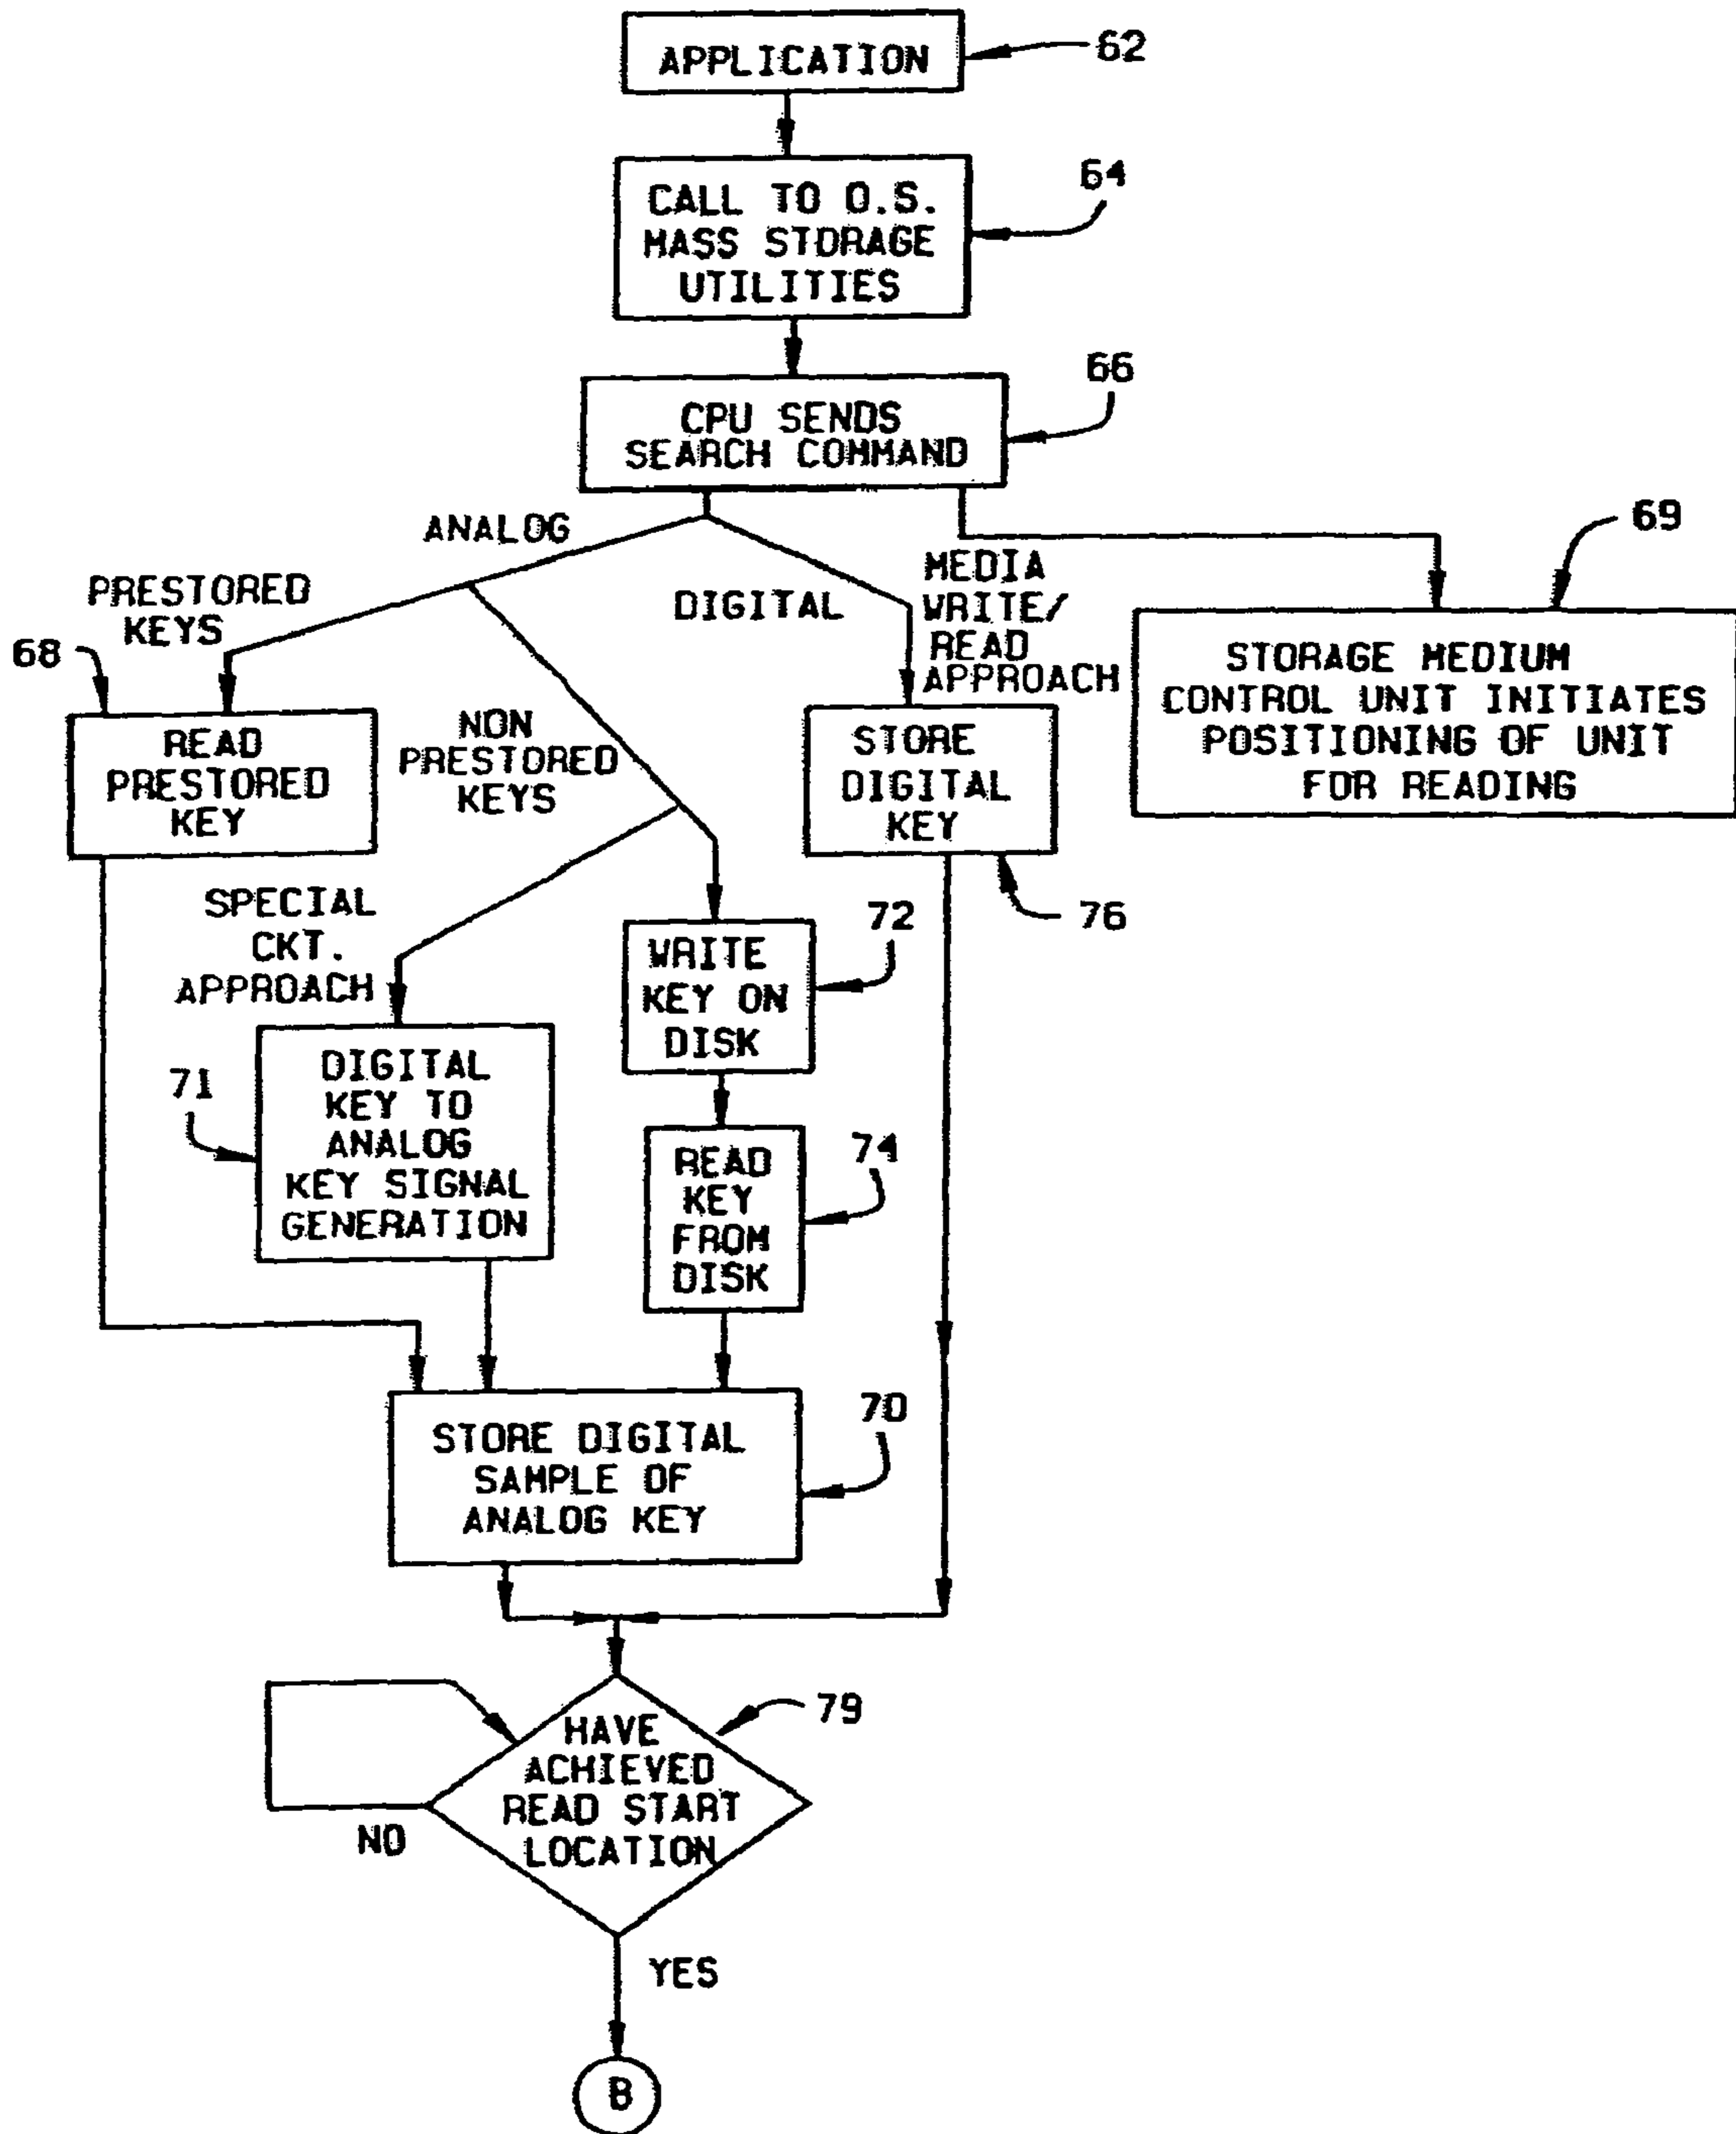 APPLICATION
62
CALL TO O.S.
MASS STORAGE
UTILITIES
64
CPU SENDS
SEARCH COMMAND
66
ANALOG
PRESTORED
KEYS
DIGITAL
MEDIA
WRITE/
READ
APPROACH
69
STORAGE MEDIUM
CONTROL UNIT INITIATES
POSITIONING OF UNIT
FOR READING
68
READ
PRESTORED
KEY
NON
PRESTORED
KEYS
STORE
DIGITAL
KEY
76
SPECIAL
CKT.
APPROACH
72
WRITE
KEY ON
DISK
71
DIGITAL
KEY TO
ANALOG
KEY SIGNAL
GENERATION
74
READ
KEY
FROM
DISK
70
STORE DIGITAL
SAMPLE OF
ANALOG KEY
79
HAVE
ACHIEVED
READ START
LOCATION
NO
YES
B